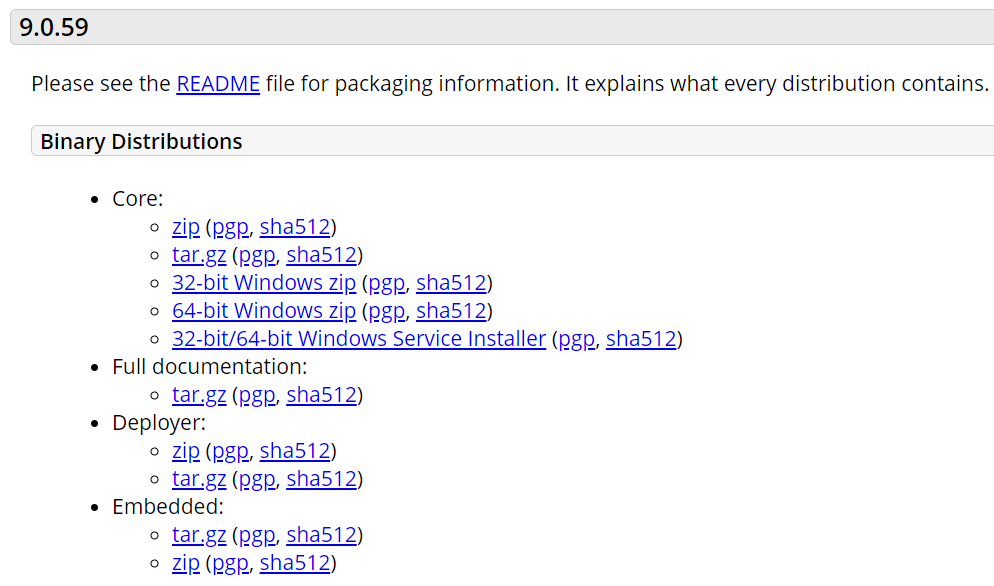 9.0.59
Please see the README file for packaging information. It explains what every distribution contains.
Binary Distributions
Core:
zip (pgp, sha512)
tar.gz (pgp, sha512)
32-bit Windows zip (pgp, sha512)
64-bit Windows zip (pgp, sha512)
32-bit/64-bit Windows Service Installer (pgp, sha512)
Full documentation:
tar.gz (pgp, sha512)
Deployer:
zip (pgp, sha512)
tar.gz (pgp, sha512)
Embedded:
tar.gz (pgp, sha512)
zip (pgp, sha512)